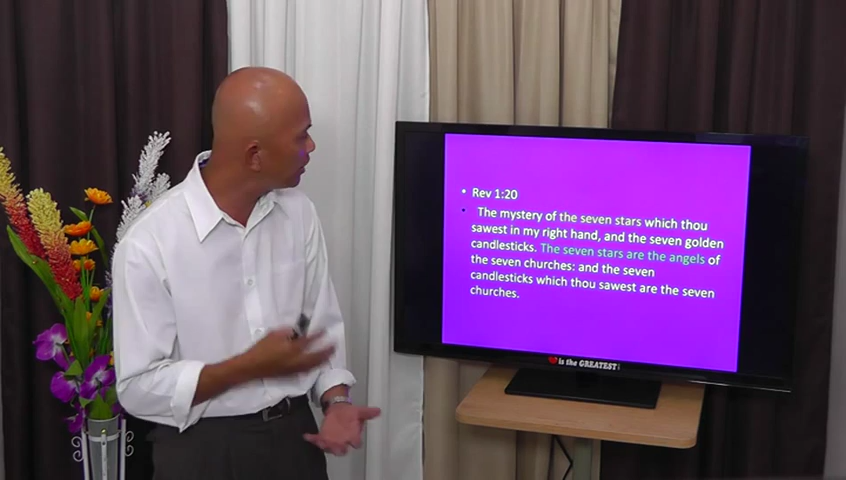 • Rev 1:20
• The mystery of the seven stars which thou
sawest in my right hand, and the seven golden
candlesticks. The seven stars are the angels of
the seven churches: and the seven
candlesticks which thou sawest are the seven
churches.
is the GREATEST!